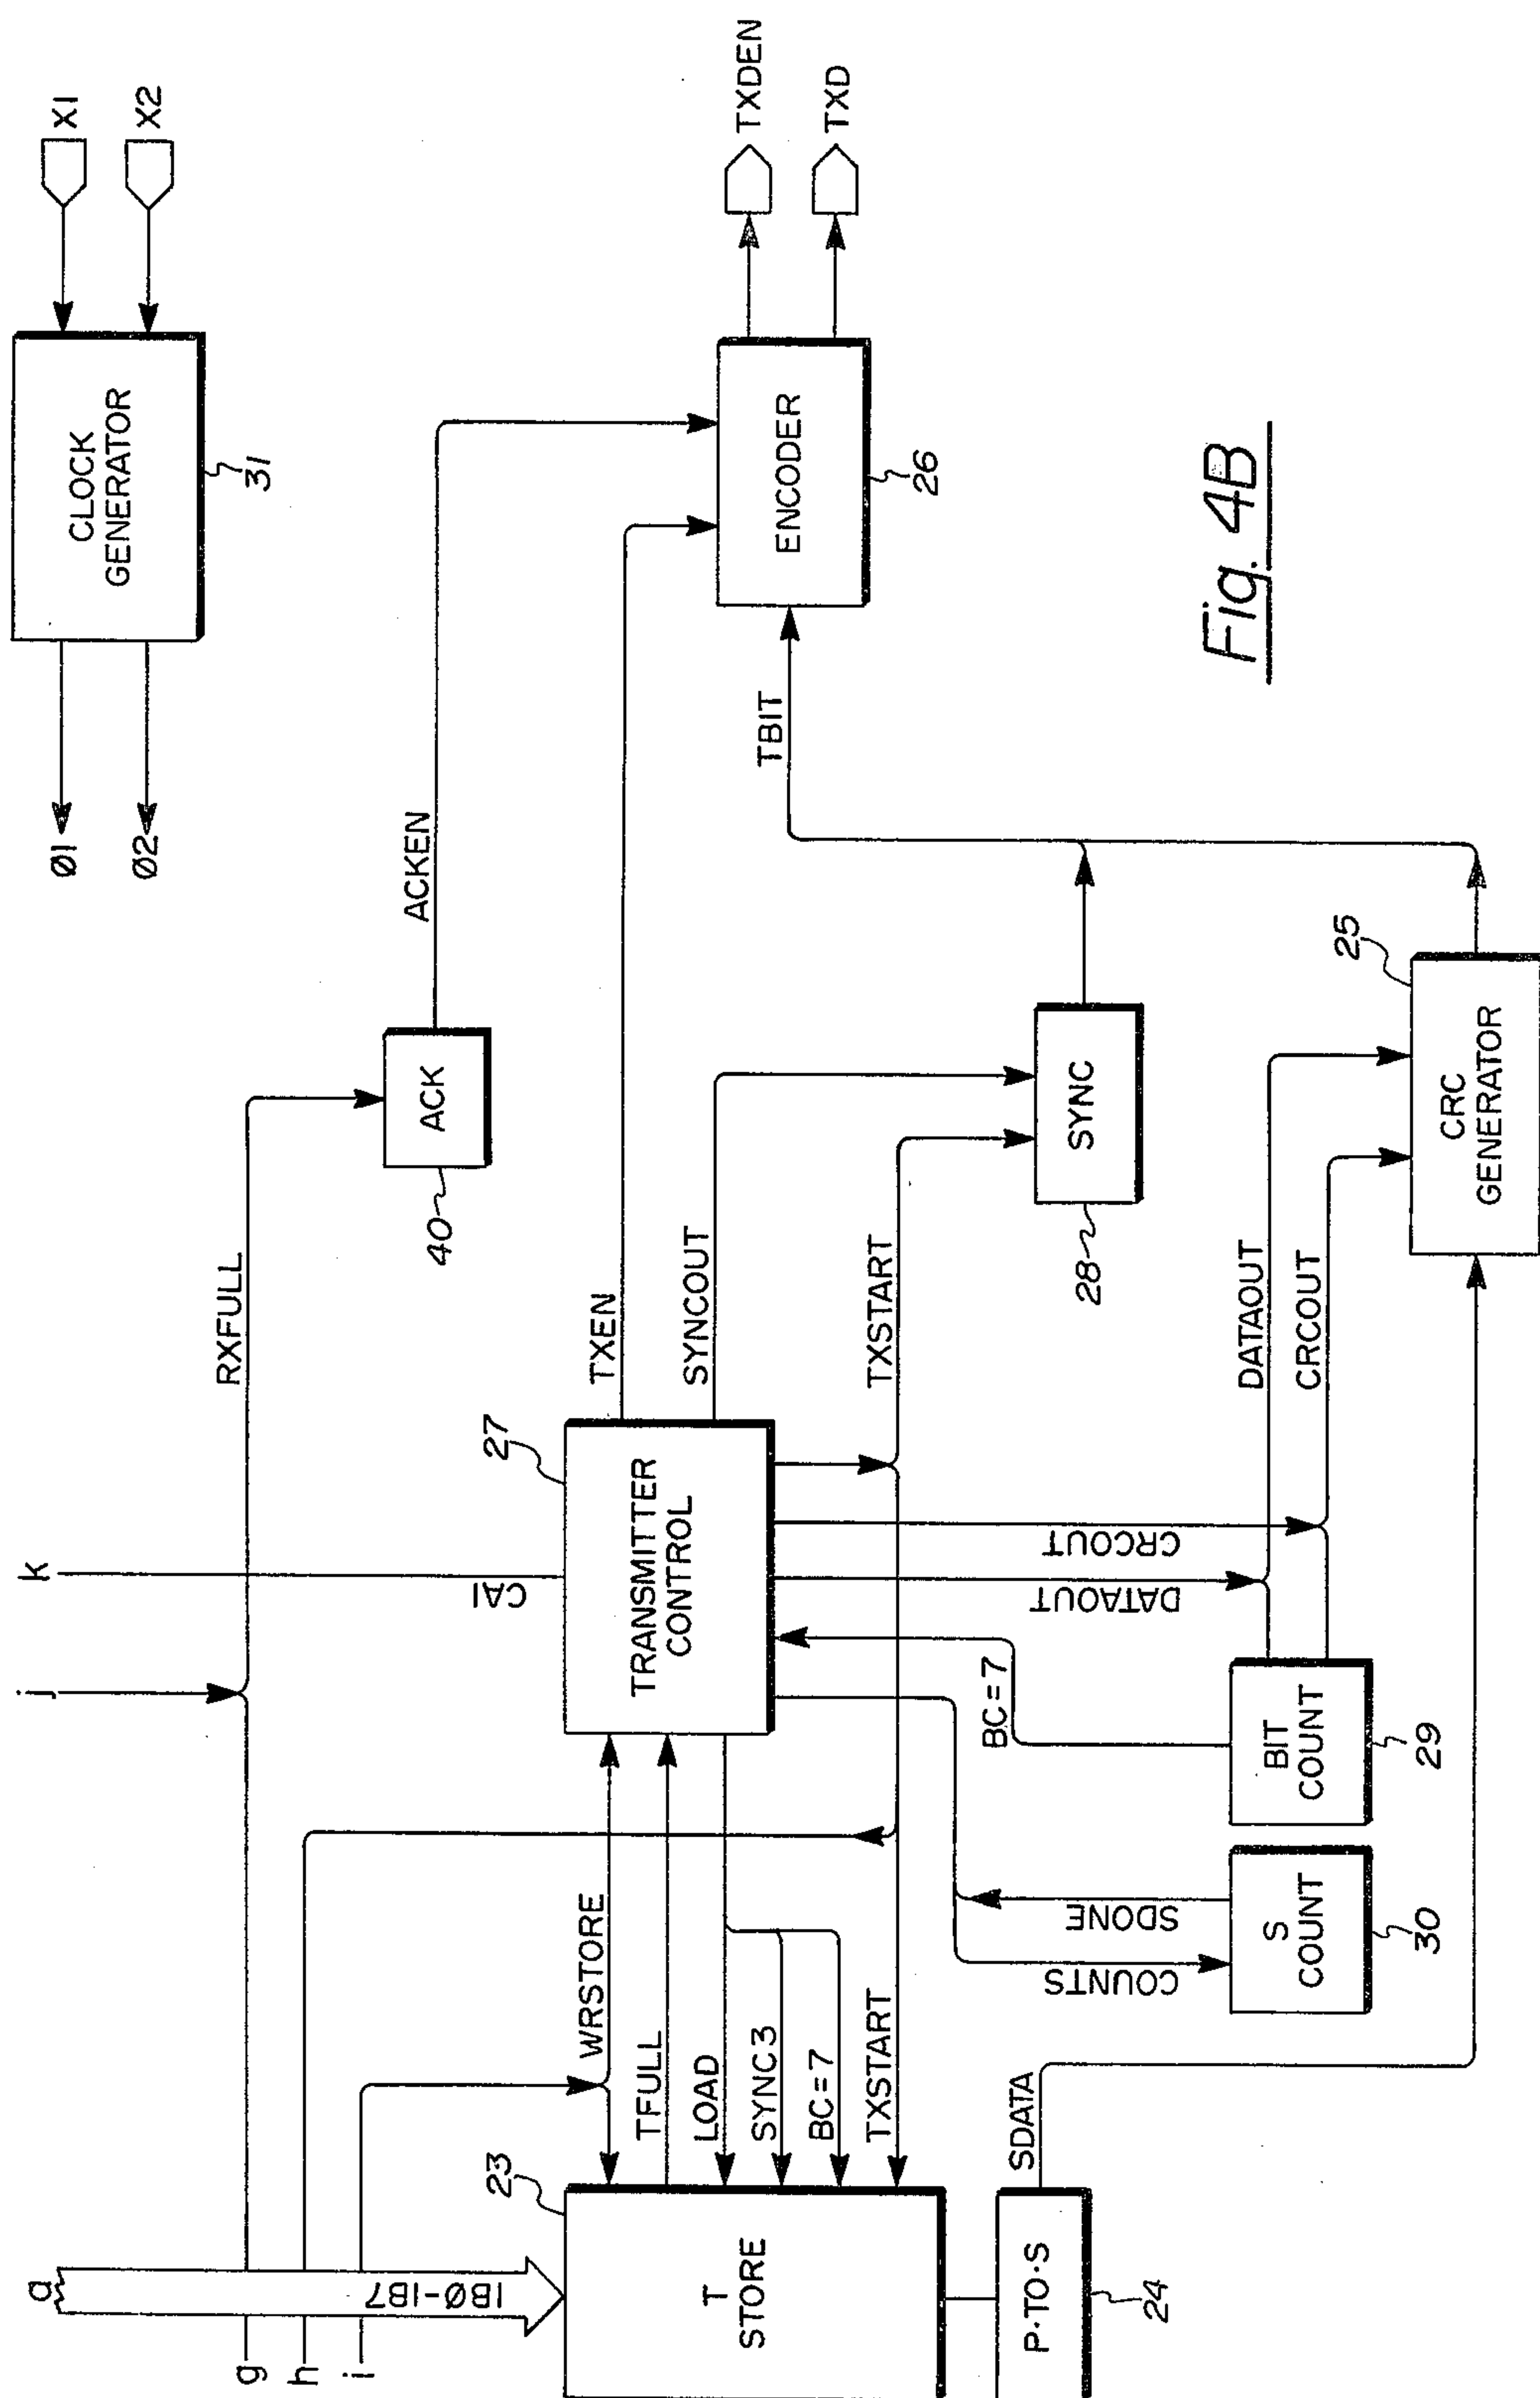 a
g
h
i
j
k
IBØ-IB7
RXFULL
CAI
ACK
40
ACKEN
Ø1
Ø2
CLOCK
GENERATOR
31
X1
X2
23
T
STORE
WRSTORE
TFULL
LOAD
SYNC3
BC=7
TXSTART
27
TRANSMITTER
CONTROL
TXEN
SYNCOUT
TXSTART
ENCODER
26
TXDEN
TXD
TBIT
SYNC
28
P·TO·S
24
SDATA
COUNTS
SDONE
S
COUNT
30
BC=7
BIT
COUNT
29
DATAOUT
CRCOUT
DATAOUT
CRCOUT
25
CRC
GENERATOR
Fig. 4B